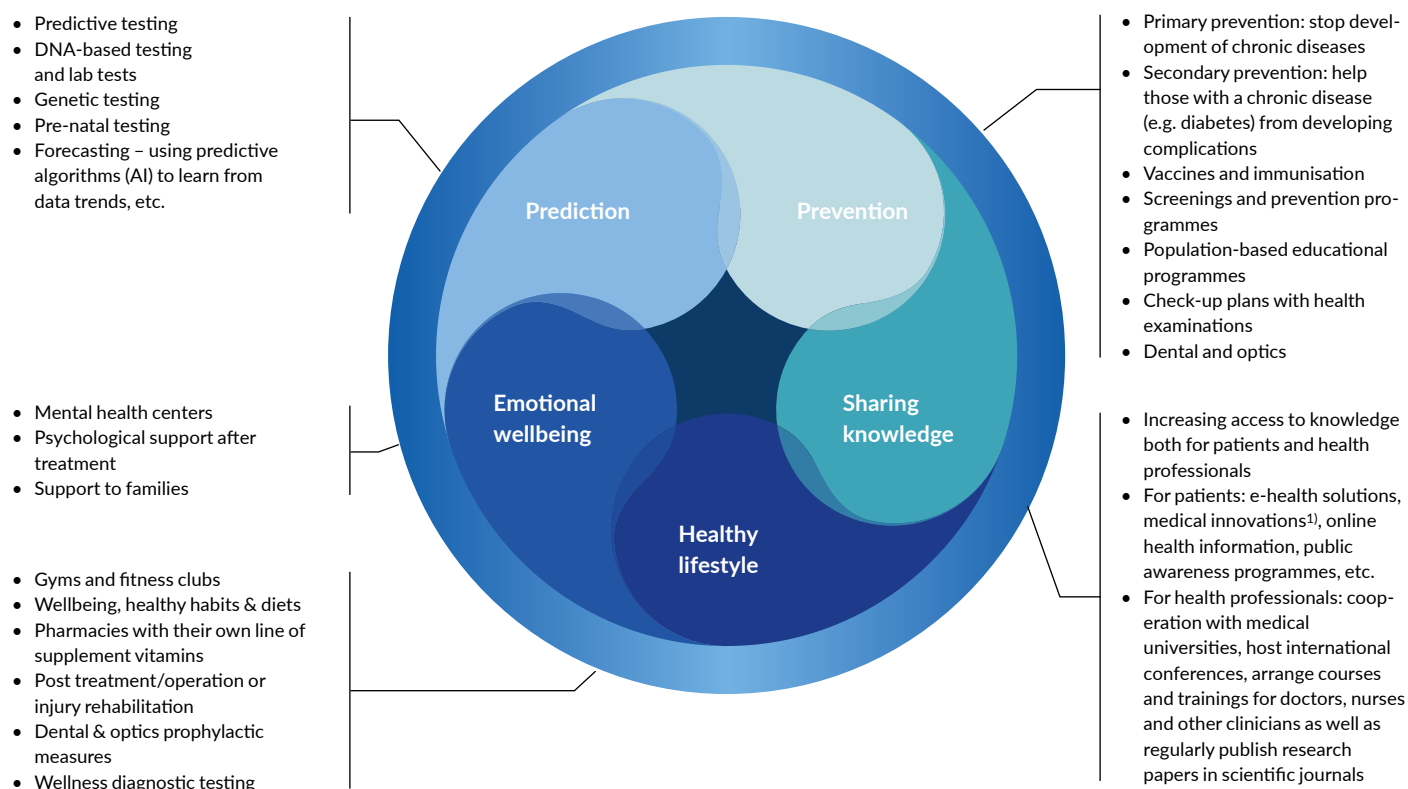 • Predictive testing
• DNA-based testing
and lab tests
• Genetic testing
• Pre-natal testing
• Forecasting – using predictive
algorithms (AI) to learn from
data trends, etc.
• Mental health centers
• Psychological support after
treatment
• Support to families
• Gyms and fitness clubs
• Wellbeing, healthy habits & diets
• Pharmacies with their own line of
supplement vitamins
• Post treatment/operation or
injury rehabilitation
• Dental & optics prophylactic
measures
• Wellness diagnostic testing
Prediction
Prevention
Emotional
wellbeing
Sharing
knowledge
Healthy
lifestyle
• Primary prevention: stop devel-
opment of chronic diseases
• Secondary prevention: help
those with a chronic disease
(e.g. diabetes) from developing
complications
• Vaccines and immunisation
• Screenings and prevention pro-
grammes
• Population-based educational
programmes
• Check-up plans with health
examinations
• Dental and optics
• Increasing access to knowledge
both for patients and health
professionals
• For patients: e-health solutions,
medical innovations1), online
health information, public
awareness programmes, etc.
• For health professionals: coop-
eration with medical
universities, host international
conferences, arrange courses
and trainings for doctors, nurses
and other clinicians as well as
regularly publish research
papers in scientific journals